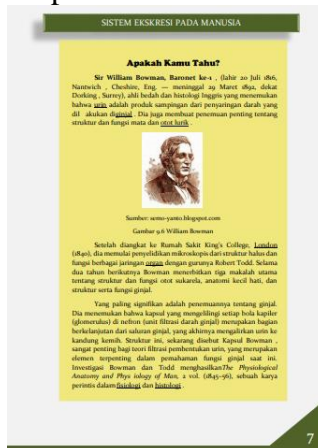 SISTEM EKSKRESI PADA MANUSIA
Apakah Kamu Tahu?
Sir William Bowman, Baronet ke-1 , (lahir 20 Juli 1816,
Nantwich , Cheshire, Eng. — meninggal 29 Maret 1892, dekat
Dorking , Surrey), ahli bedah dan histologi Inggris yang menemukan
bahwa urin adalah produk sampingan dari penyaringan darah yang
dil akukan diginjal . Dia juga membuat penemuan penting tentang
struktur dan fungsi mata dan otot lurik .
Sumber: semo-yanto.blogspot.com
Gambar 9.6 William Bowman
Setelah diangkat ke Rumah Sakit King's College, London
(1840), dia memulai penyelidikan mikroskopis dari struktur halus dan
fungsi berbagai jaringan organ dengan gurunya Robert Todd. Selama
dua tahun berikutnya Bowman menerbitkan tiga makalah utama
tentang struktur dan fungsi otot sukarela, anatomi kecil hati, dan
struktur serta fungsi ginjal.
Yang paling signifikan adalah penemuannya tentang ginjal.
Dia menemukan bahwa kapsul yang mengelilingi setiap bola kapiler
(glomerulus) di nefron (unit filtrasi darah ginjal) merupakan bagian
berkelanjutan dari saluran ginjal, yang akhirnya mengalirkan urin ke
kandung kemih. Struktur ini, sekarang disebut Kapsul Bowman ,
sangat penting bagi teori filtrasi pembentukan urin, yang merupakan
elemen terpenting dalam pemahaman fungsi ginjal saat ini.
Investigasi Bowman dan Todd menghasilkanThe Physiological
Anatomy and Phys iology of Man, 2 vol. (1845–56), sebuah karya
perintis dalamfisiologi dan histologi .
7